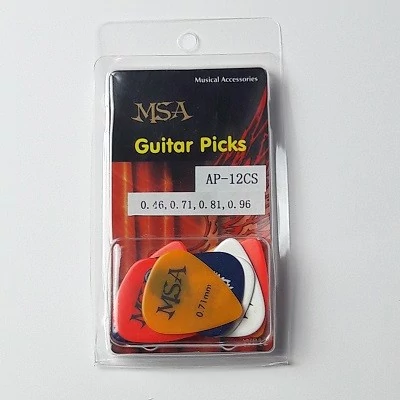 Musical Accessories
MSA
Guitar Picks
AP-12CS
0.46,0.71,0.81,0.96
MSA
0.71mm